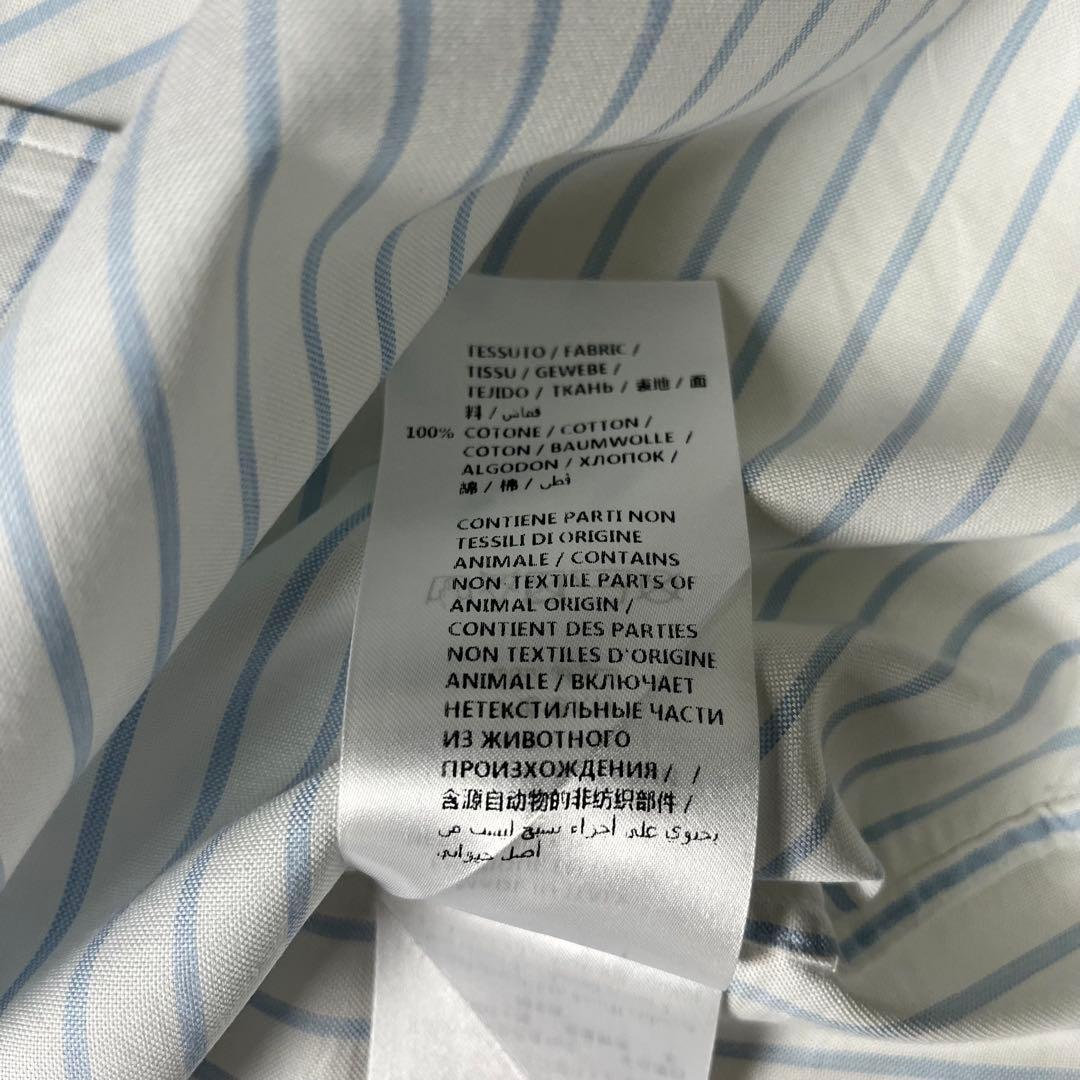 TESSUTO / FABRIC /
TISSU / GEWEBE /
TEJIDO / ТКАНЬ / 表地 / 面
料 / قماش
100% COTONE / COTTON /
COTON / BAUMWOLLE /
ALGODON / ХЛОПОК /
綿 / 棉 / قطن
CONTIENE PARTI NON
TESSILI DI ORIGINE
ANIMALE / CONTAINS
NON-TEXTILE PARTS OF
ANIMAL ORIGIN /
CONTIENT DES PARTIES
NON TEXTILES D'ORIGINE
ANIMALE / ВКЛЮЧАЕТ
НЕТЕКСТИЛЬНЫЕ ЧАСТИ
ИЗ ЖИВОТНОГО
ПРОИЗХОЖДЕНИЯ / /
含源自动物的非纺织部件 /
يحتوي على أجزاء نسيج ليست من
أصل حيواني